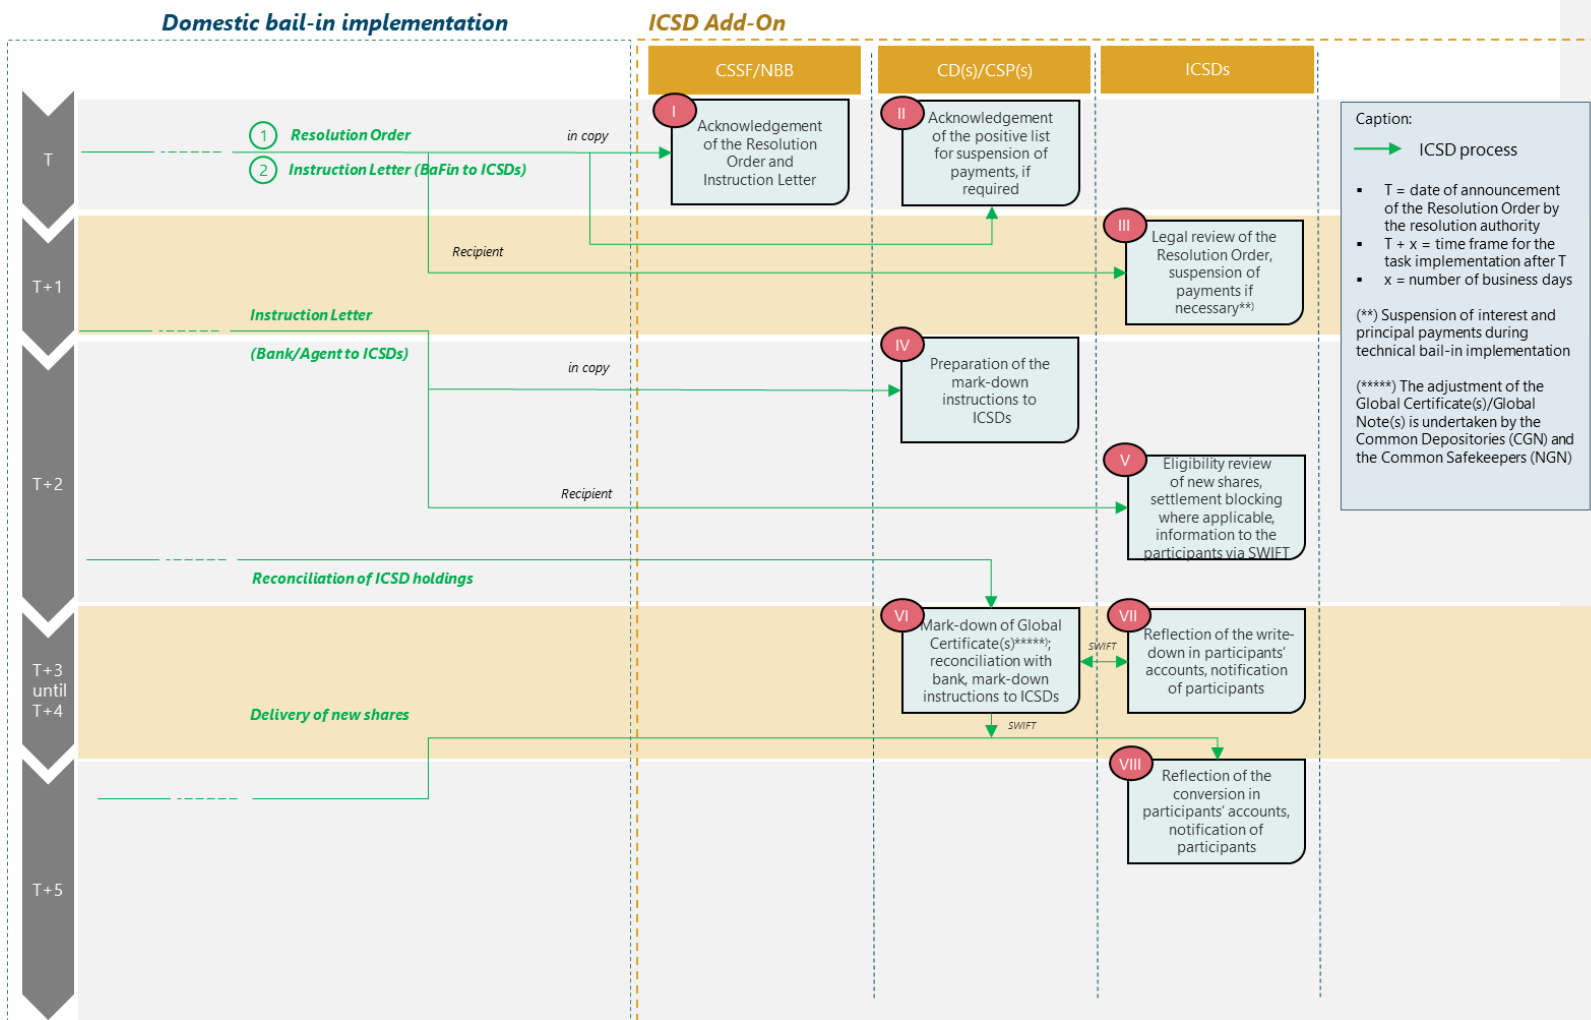 Domestic bail-in implementation
ICSD Add-On
CSSF/NBB
CD(s)/CSP(s)
ICSDs
T
1
Resolution Order
in copy
2
Instruction Letter (BaFin to ICSDs)
I
Acknowledgement
of the Resolution
Order and
Instruction Letter
II
Acknowledgement
of the positive list
for suspension of
payments, if
required
T+1
Recipient
III
Legal review of the
Resolution Order,
suspension of
payments if
necessary**)
Instruction Letter
(Bank/Agent to ICSDs)
T+2
in copy
IV
Preparation of the
mark-down
instructions to
ICSDs
Recipient
V
Eligibility review
of new shares,
settlement blocking
where applicable,
information to the
participants via SWIFT
Reconciliation of ICSD holdings
T+3
until
T+4
VI
Mark-down of Global
Certificate(s)*****);
reconciliation with
bank, mark-down
instructions to ICSDs
SWIFT
VII
Reflection of the write-
down in participants’
accounts, notification
of participants
Delivery of new shares
SWIFT
T+5
VIII
Reflection of the
conversion in
participants’ accounts,
notification of
participants
Caption:
ICSD process
▪ T = date of announcement
of the Resolution Order by
the resolution authority
▪ T + x = time frame for the
task implementation after T
▪ x = number of business days
(**) Suspension of interest and
principal payments during
technical bail-in implementation
(*****) The adjustment of the
Global Certificate(s)/Global
Note(s) is undertaken by the
Common Depositories (CGN) and
the Common Safekeepers (NGN)